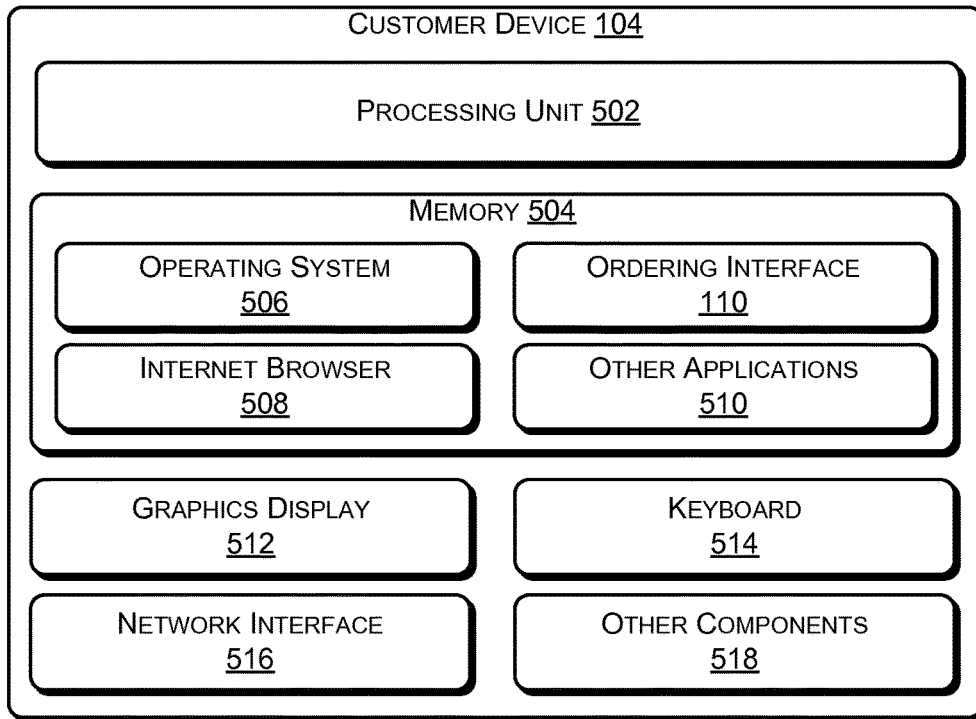 CUSTOMER DEVICE 104
PROCESSING UNIT 502
MEMORY 504
OPERATING SYSTEM
506
ORDERING INTERFACE
110
INTERNET BROWSER
508
OTHER APPLICATIONS
510
GRAPHICS DISPLAY
512
KEYBOARD
514
NETWORK INTERFACE
516
OTHER COMPONENTS
518